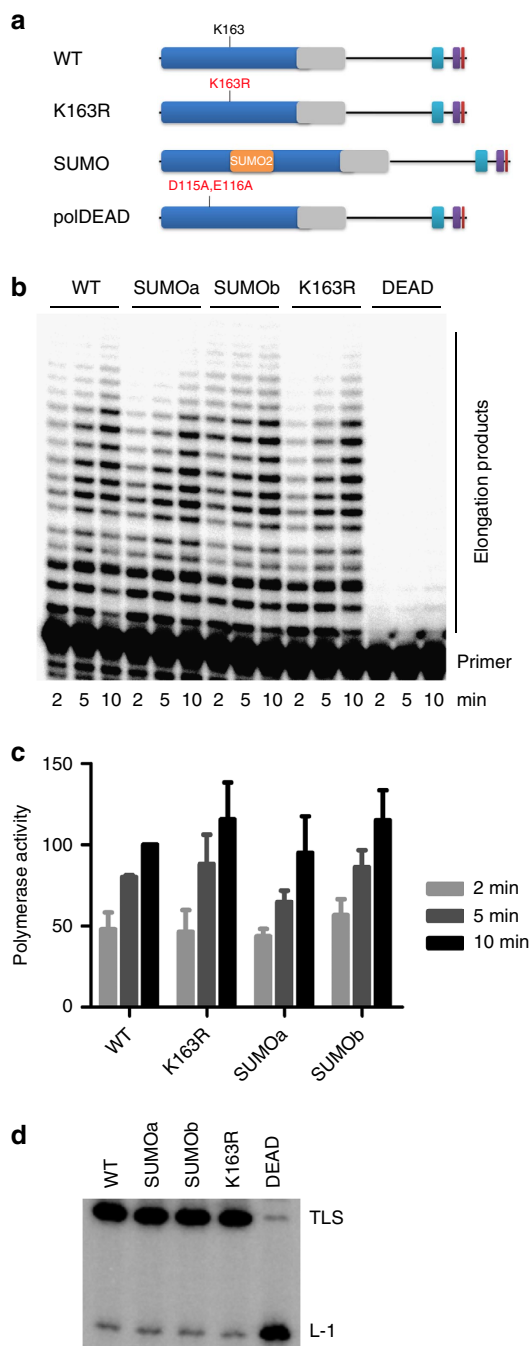 a
K163
WT
K163R
K163R
SUMO
SUMO2
D115A,E116A
polDEAD
b
WT SUMOa SUMOb K163R DEAD
Elongation products
Primer
2 5 10 2 5 10 2 5 10 2 5 10 2 5 10 min
c
Polymerase activity
150
100
50
0
WT K163R SUMOa SUMOb
2 min
5 min
10 min
d
WT SUMOa SUMOb K163R DEAD
TLS
L-1